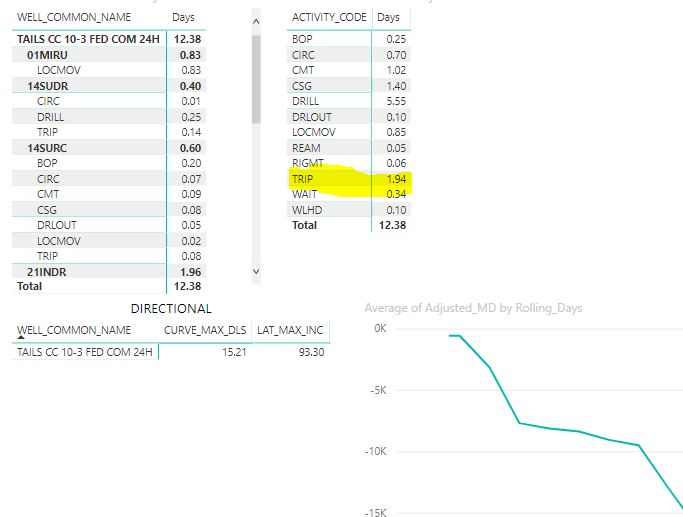 WELL_COMMON_NAME Days
TAILS CC 10-3 FED COM 24H 12.38
01MIRU 0.83
LOCMOV 0.83
14SUDR 0.40
CIRC 0.01
DRILL 0.25
TRIP 0.14
14SURC 0.60
BOP 0.20
CIRC 0.07
CMT 0.09
CSG 0.08
DRLOUT 0.05
LOCMOV 0.02
TRIP 0.08
21INDR 1.96
Total 12.38
ACTIVITY_CODE Days
BOP 0.25
CIRC 0.70
CMT 1.02
CSG 1.40
DRILL 5.55
DRLOUT 0.10
LOCMOV 0.85
REAM 0.05
RIGMT 0.06
TRIP 1.94
WAIT 0.34
WLHD 0.10
Total 12.38
DIRECTIONAL
WELL_COMMON_NAME CURVE_MAX_DLS LAT_MAX_INC
TAILS CC 10-3 FED COM 24H 15.21 93.30
Average of Adjusted_MD by Rolling_Days
0K
-5K
-10K
-15K